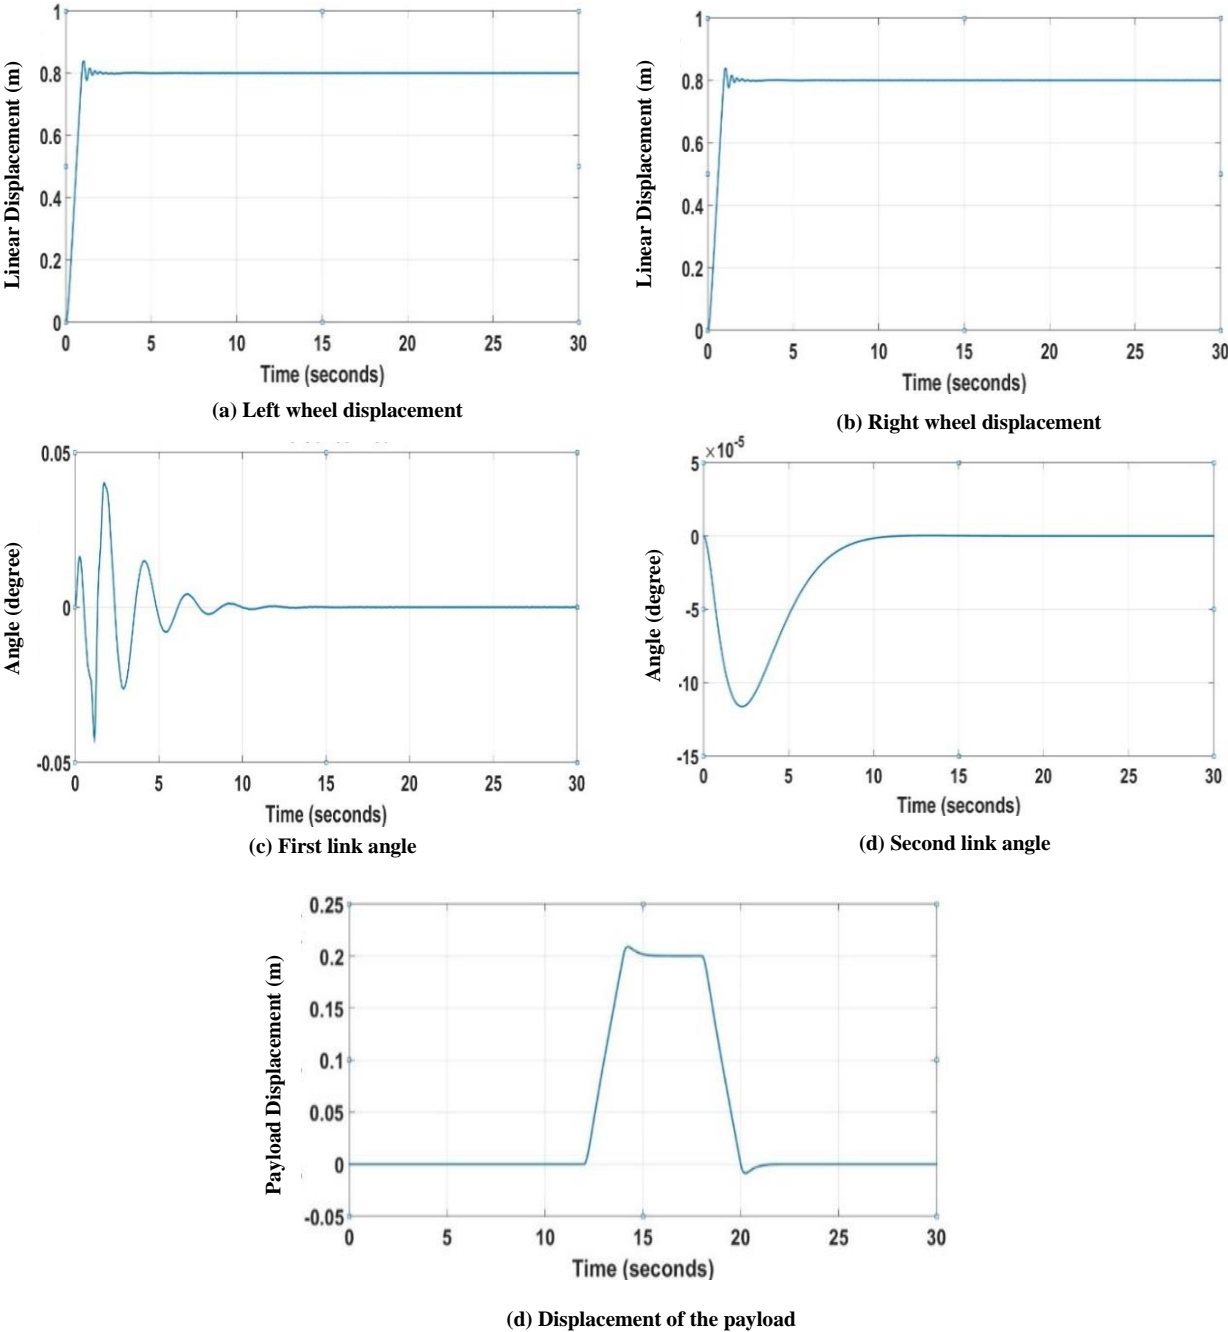 1
0.8
0.6
0.4
0.2
0
0 5 10 15 20 25 30
Linear Displacement (m)
Time (seconds)
(a) Left wheel displacement
1
0.8
0.6
0.4
0.2
0
0 5 10 15 20 25 30
Linear Displacement (m)
Time (seconds)
(b) Right wheel displacement
0.05
0
-0.05
0 5 10 15 20 25 30
Angle (degree)
Time (seconds)
(c) First link angle
×10-5
5
0
-5
-10
-15
0 5 10 15 20 25 30
Angle (degree)
Time (seconds)
(d) Second link angle
0.25
0.2
0.15
0.1
0.05
0
-0.05
0 5 10 15 20 25 30
Payload Displacement (m)
Time (seconds)
(d) Displacement of the payload